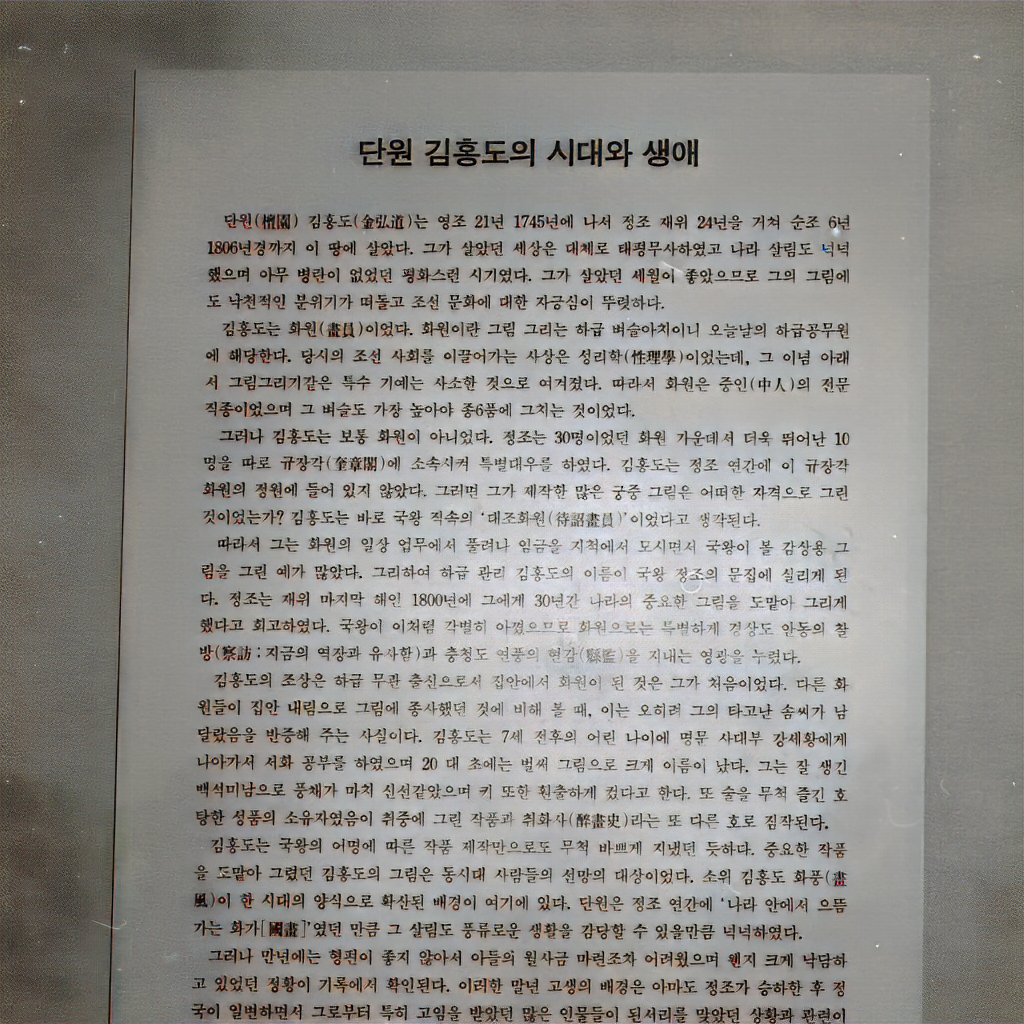 단원 김홍도의 시대와 생애
단원(檀園) 김홍도(金弘道)는 영조 21년 1745년에 나서 정조 재위 24년을 거쳐 순조 6년
1806년경까지 이 땅에 살았다. 그가 살았던 세상은 대체로 태평무사하였고 나라 살림도 넉넉
했으며 아무 병란이 없었던 평화스런 시기였다. 그가 살았던 세월이 좋았으므로 그의 그림에
도 낙천적인 분위기가 떠돌고 조선 문화에 대한 자긍심이 뚜렷하다.
김홍도는 화원(畵員)이었다. 화원이란 그림 그리는 하급 벼슬아치이니 오늘날의 하급공무원
에 해당한다. 당시의 조선 사회를 이끌어가는 사상은 성리학(性理學)이었는데, 그 이념 아래
서 그림그리기같은 특수 기예는 사소한 것으로 여겨졌다. 따라서 화원은 중인(中人)의 전문
직종이었으며 그 벼슬도 가장 높아야 종6품에 그치는 것이었다.
그러나 김홍도는 보통 화원이 아니었다. 정조는 30명이었던 화원 가운데서 더욱 뛰어난 10
명을 따로 규장각(奎章閣)에 소속시켜 특별대우를 하였다. 김홍도는 정조 연간에 이 규장각
화원의 정원에 들어 있지 않았다. 그러면 그가 제작한 많은 궁중 그림은 어떠한 자격으로 그린
것이었는가? 김홍도는 바로 국왕 직속의 ‘대조화원(待詔畵員)’이었다고 생각된다.
따라서 그는 화원의 일상 업무에서 풀려나 임금을 지척에서 모시면서 국왕이 볼 감상용 그
림을 그린 예가 많았다. 그리하여 하급 관리 김홍도의 이름이 국왕 정조의 문집에 실리게 된
다. 정조는 재위 마지막 해인 1800년에 그에게 30년간 나라의 중요한 그림을 도맡아 그리게
했다고 회고하였다. 국왕이 이처럼 각별히 아꼈으므로 화원으로는 특별하게 경상도 안동의 찰
방(察訪 : 지금의 역장과 유사함)과 충청도 연풍의 현감(縣監)을 지내는 영광을 누렸다.
김홍도의 조상은 하급 무관 출신으로서 집안에서 화원이 된 것은 그가 처음이었다. 다른 화
원들이 집안 내림으로 그림에 종사했던 것에 비해 볼 때, 이는 오히려 그의 타고난 솜씨가 남
달랐음을 반증해 주는 사실이다. 김홍도는 7세 전후의 어린 나이에 명문 사대부 강세황에게
나아가서 서화 공부를 하였으며 20 대 초에는 벌써 그림으로 크게 이름이 났다. 그는 잘 생긴
백석미남으로 풍채가 마치 신선같았으며 키 또한 훤출하게 컸다고 한다. 또 술을 무척 즐긴 호
탕한 성품의 소유자였음이 취중에 그린 작품과 취화사(醉畵史)라는 또 다른 호로 짐작된다.
김홍도는 국왕의 어명에 따른 작품 제작만으로도 무척 바쁘게 지냈던 듯하다. 중요한 작품
을 도맡아 그렸던 김홍도의 그림은 동시대 사람들의 선망의 대상이었다. 소위 김홍도 화풍(畵
風)이 한 시대의 양식으로 확산된 배경이 여기에 있다. 단원은 정조 연간에 ‘나라 안에서 으뜸
가는 화가[國畵]’였던 만큼 그 살림도 풍류로운 생활을 감당할 수 있을만큼 넉넉하였다.
그러나 만년에는 형편이 좋지 않아서 아들의 월사금 마련조차 어려웠으며 웬지 크게 낙담하
고 있었던 정황이 기록에서 확인된다. 이러한 말년 고생의 배경은 아마도 정조가 승하한 후 정
국이 일변하면서 그로부터 특히 고임을 받았던 많은 인물들이 된서리를 맞았던 상황과 관련이